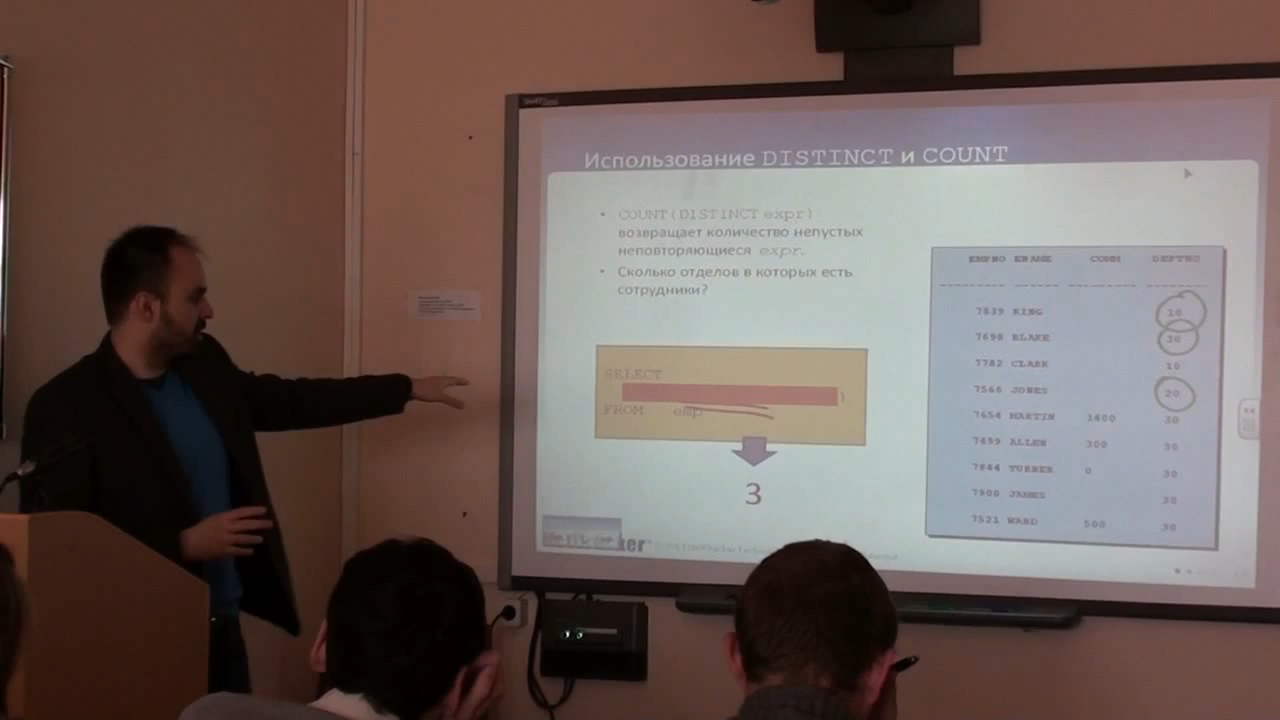 Использование DISTINCT и COUNT
• COUNT(DISTINCT expr)
возвращает количество непустых
неповторяющиеся expr.
• Сколько отделов в которых есть
сотрудники?
SELECT
)
FROM emp
3
EMPNO ENAME COMM DEPTNO
7839 KING 10
7698 BLAKE 30
7782 CLARK 10
7566 JONES 20
7654 MARTIN 1400 30
7499 ALLEN 300 30
7844 TURNER 0 30
7900 JAMES 30
7521 WARD 500 30